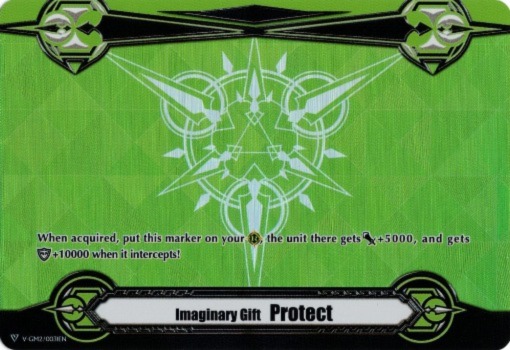 When acquired, put this marker on your R, the unit there gets +5000, and gets
+10000 when it intercepts!
Imaginary Gift Protect
V-GM2/0031EN